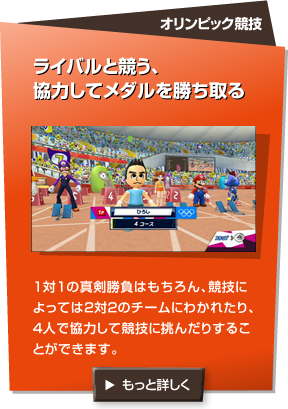 オリンピック競技
ライバルと競う、
協力してメダルを勝ち取る
1P
ひろし
4 コース
1対1の真剣勝負はもちろん、競技に
よっては2対2のチームにわかれたり、
4人で協力して競技に挑んだりするこ
とができます。
▶ もっと詳しく